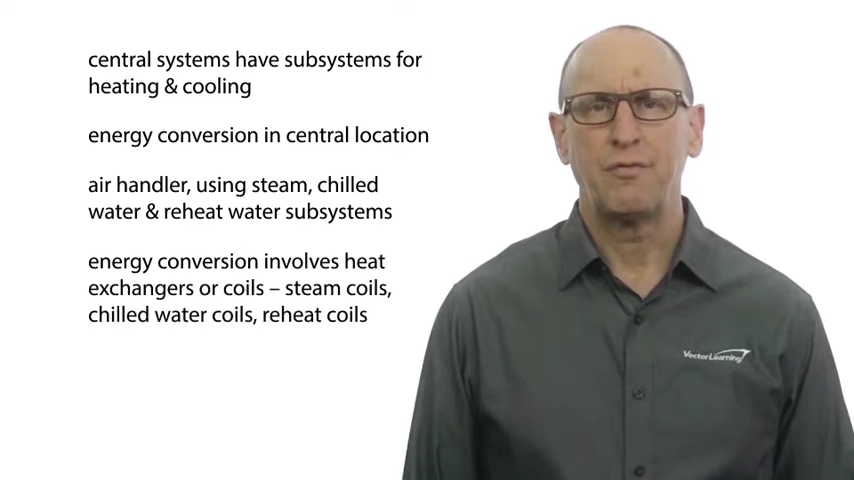 central systems have subsystems for
heating & cooling
energy conversion in central location
air handler, using steam, chilled
water & reheat water subsystems
energy conversion involves heat
exchangers or coils – steam coils,
chilled water coils, reheat coils
VectorLearning